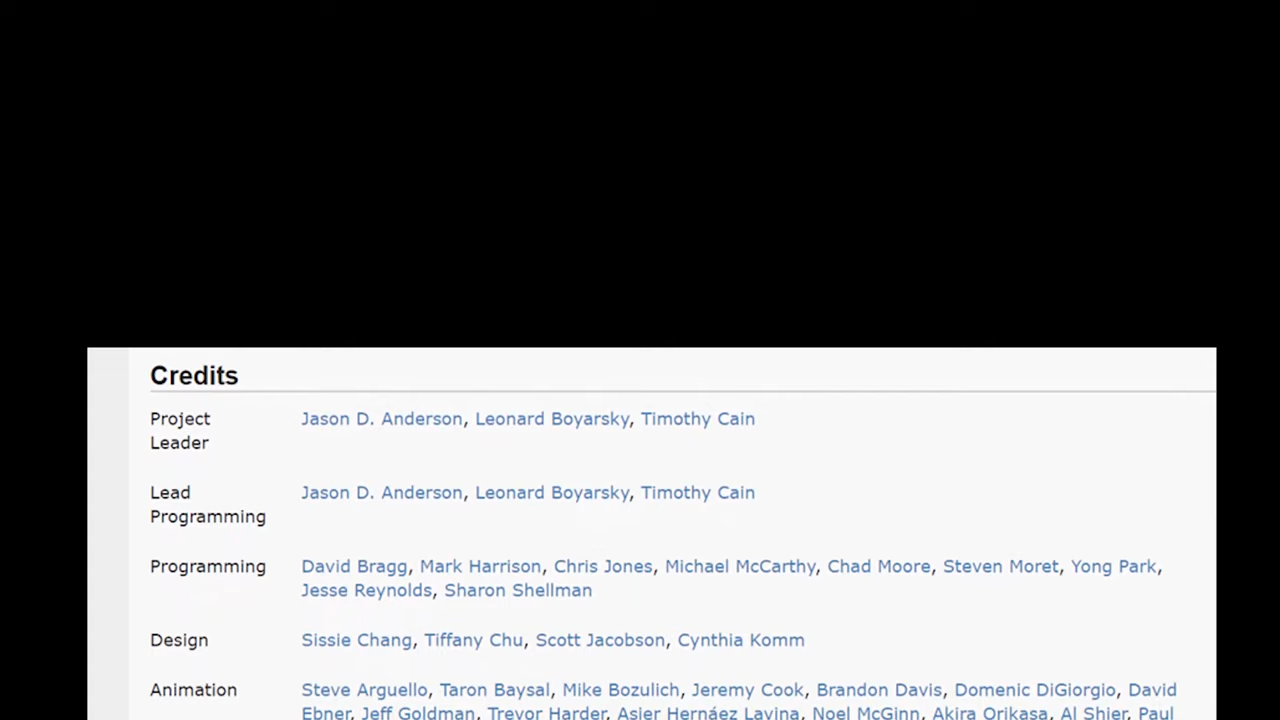 Credits
Project Leader
Jason D. Anderson, Leonard Boyarsky, Timothy Cain
Lead Programming
Jason D. Anderson, Leonard Boyarsky, Timothy Cain
Programming
David Bragg, Mark Harrison, Chris Jones, Michael McCarthy, Chad Moore, Steven Moret, Yong Park,
Jesse Reynolds, Sharon Shellman
Design
Sissie Chang, Tiffany Chu, Scott Jacobson, Cynthia Komm
Animation
Steve Arguello, Taron Baysal, Mike Bozulich, Jeremy Cook, Brandon Davis, Domenic DiGiorgio, David
Ebner, Jeff Goldman, Trevor Harder, Asier Hernáez Lavina, Noel McGinn, Akira Orikasa, Al Shier, Paul